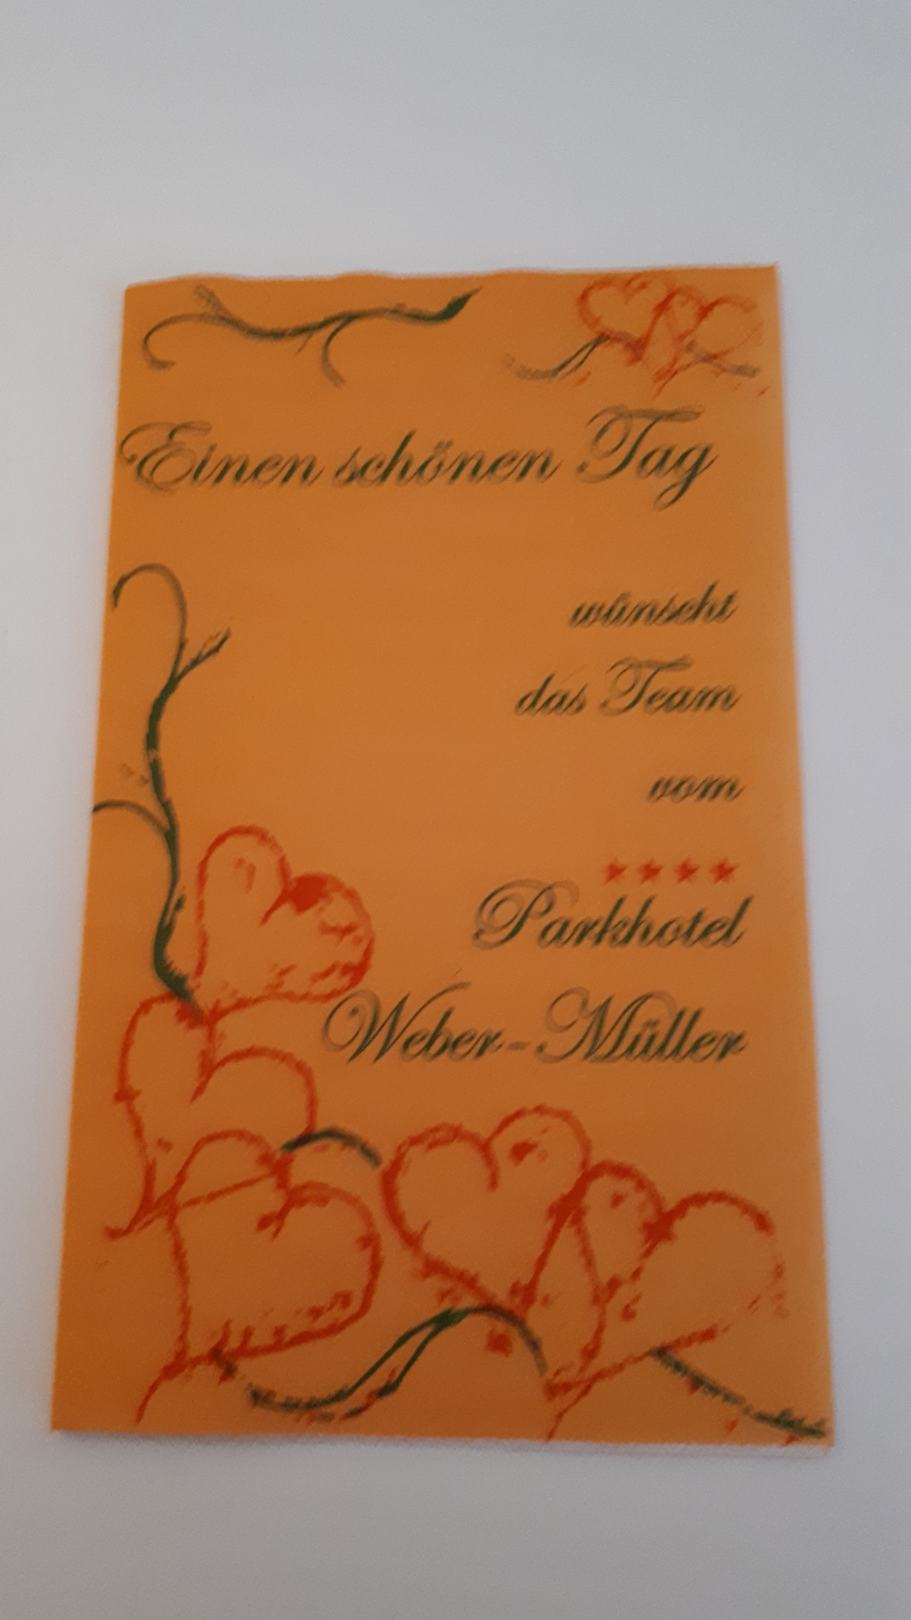 Einen schönen Tag
wünscht
das Team
vom
****
Parkhotel
Weber-Müller